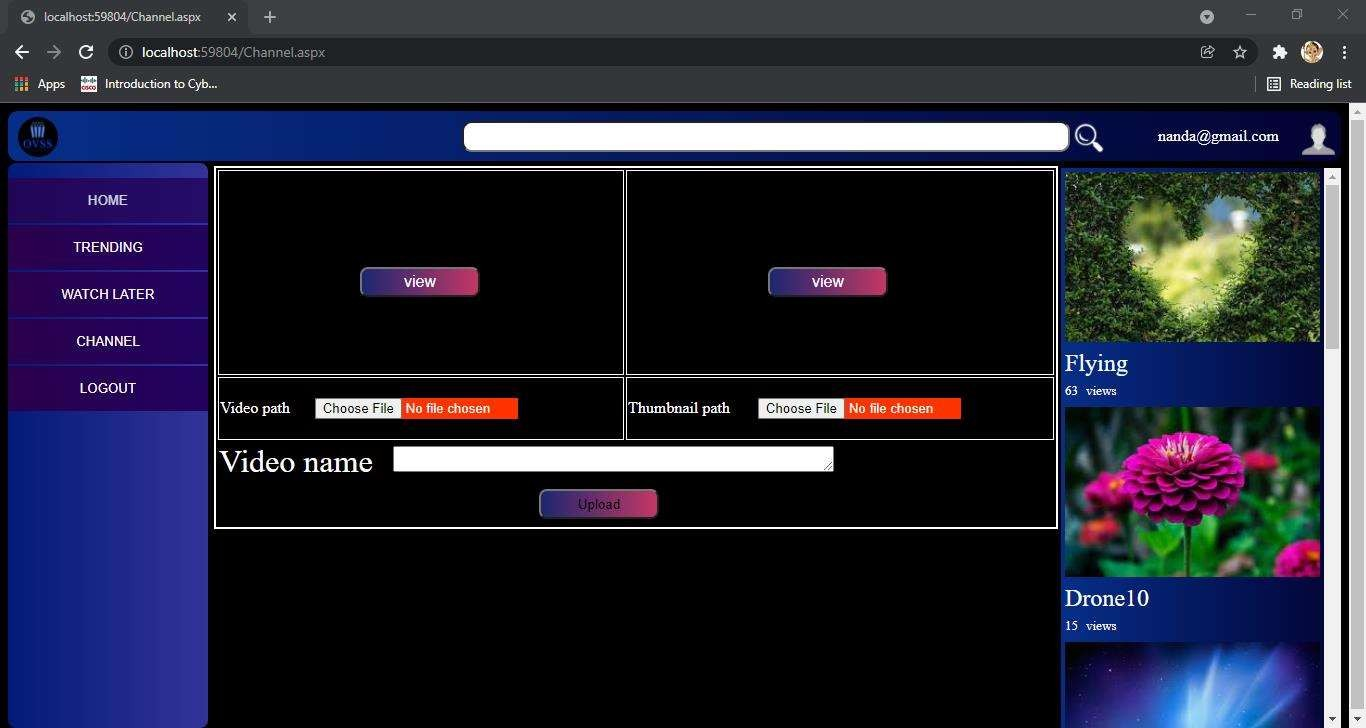 localhost:59804/Channel.aspx
localhost:59804/Channel.aspx
Apps
Introduction to Cyb...
Reading list
OVSS
nanda@gmail.com
HOME
TRENDING
WATCH LATER
CHANNEL
LOGOUT
view
view
Video path
Choose File No file chosen
Thumbnail path
Choose File No file chosen
Video name
Upload
Flying
63 views
Drone10
15 views